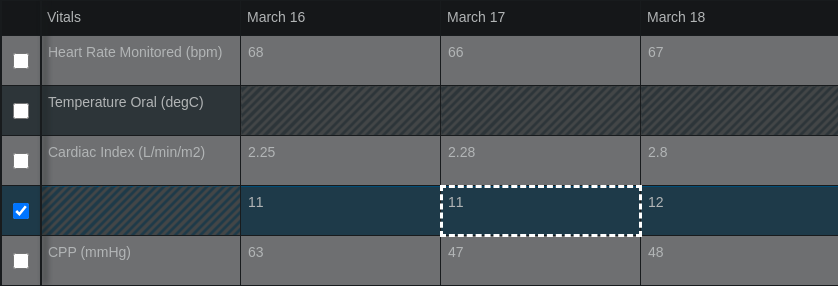 Vitals March 16 March 17 March 18
Heart Rate Monitored (bpm) 68 66 67
Temperature Oral (degC)
Cardiac Index (L/min/m2) 2.25 2.28 2.8
11 11 12
CPP (mmHg) 63 47 48